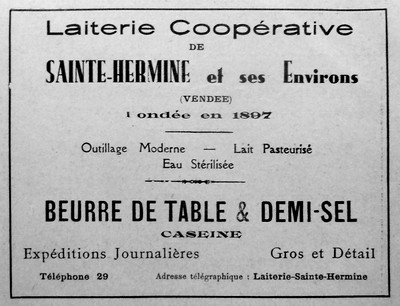 Laiterie Coopérative
DE
SAINTE-HERMINE et ses Environs
(VENDEE)
Fondée en 1897
Outillage Moderne — Lait Pasteurisé
Eau Stérilisée
BEURRE DE TABLE & DEMI-SEL
CASEINE
Expéditions Journalières Gros et Détail
Téléphone 29 Adresse télégraphique : Laiterie-Sainte-Hermine